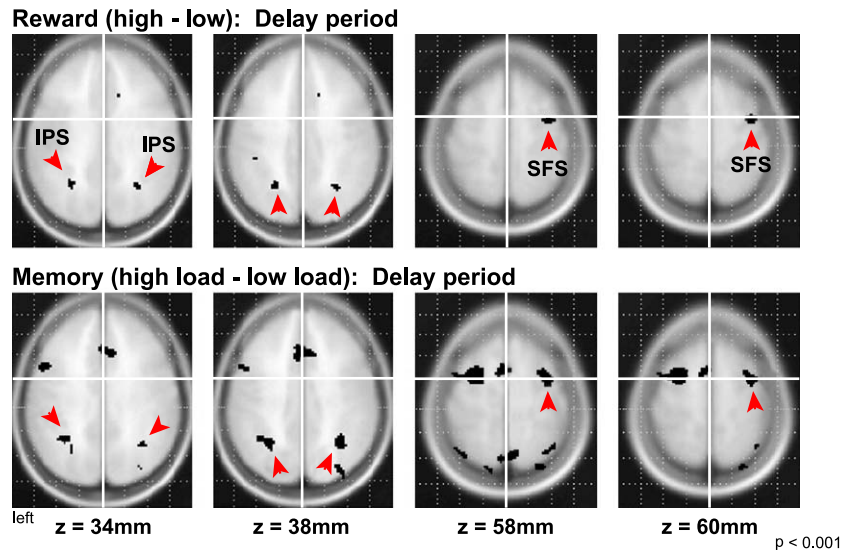 Reward (high - low): Delay period
IPS IPS
SFS SFS
Memory (high load - low load): Delay period
left
z = 34mm z = 38mm z = 58mm z = 60mm
p < 0.001